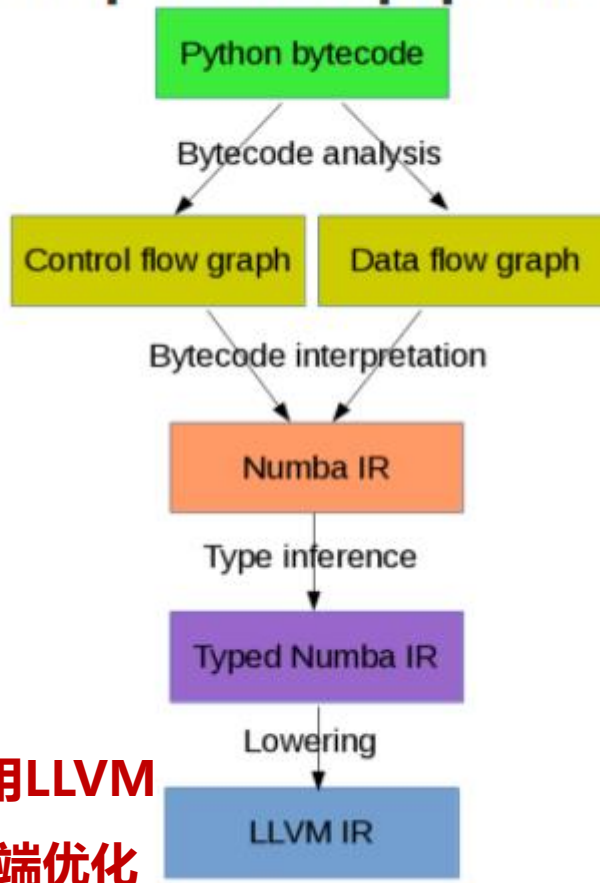 Python bytecode
Bytecode analysis
Control flow graph
Data flow graph
Bytecode interpretation
Numba IR
Type inference
Typed Numba IR
Lowering
用LLVM
LLVM IR
端优化